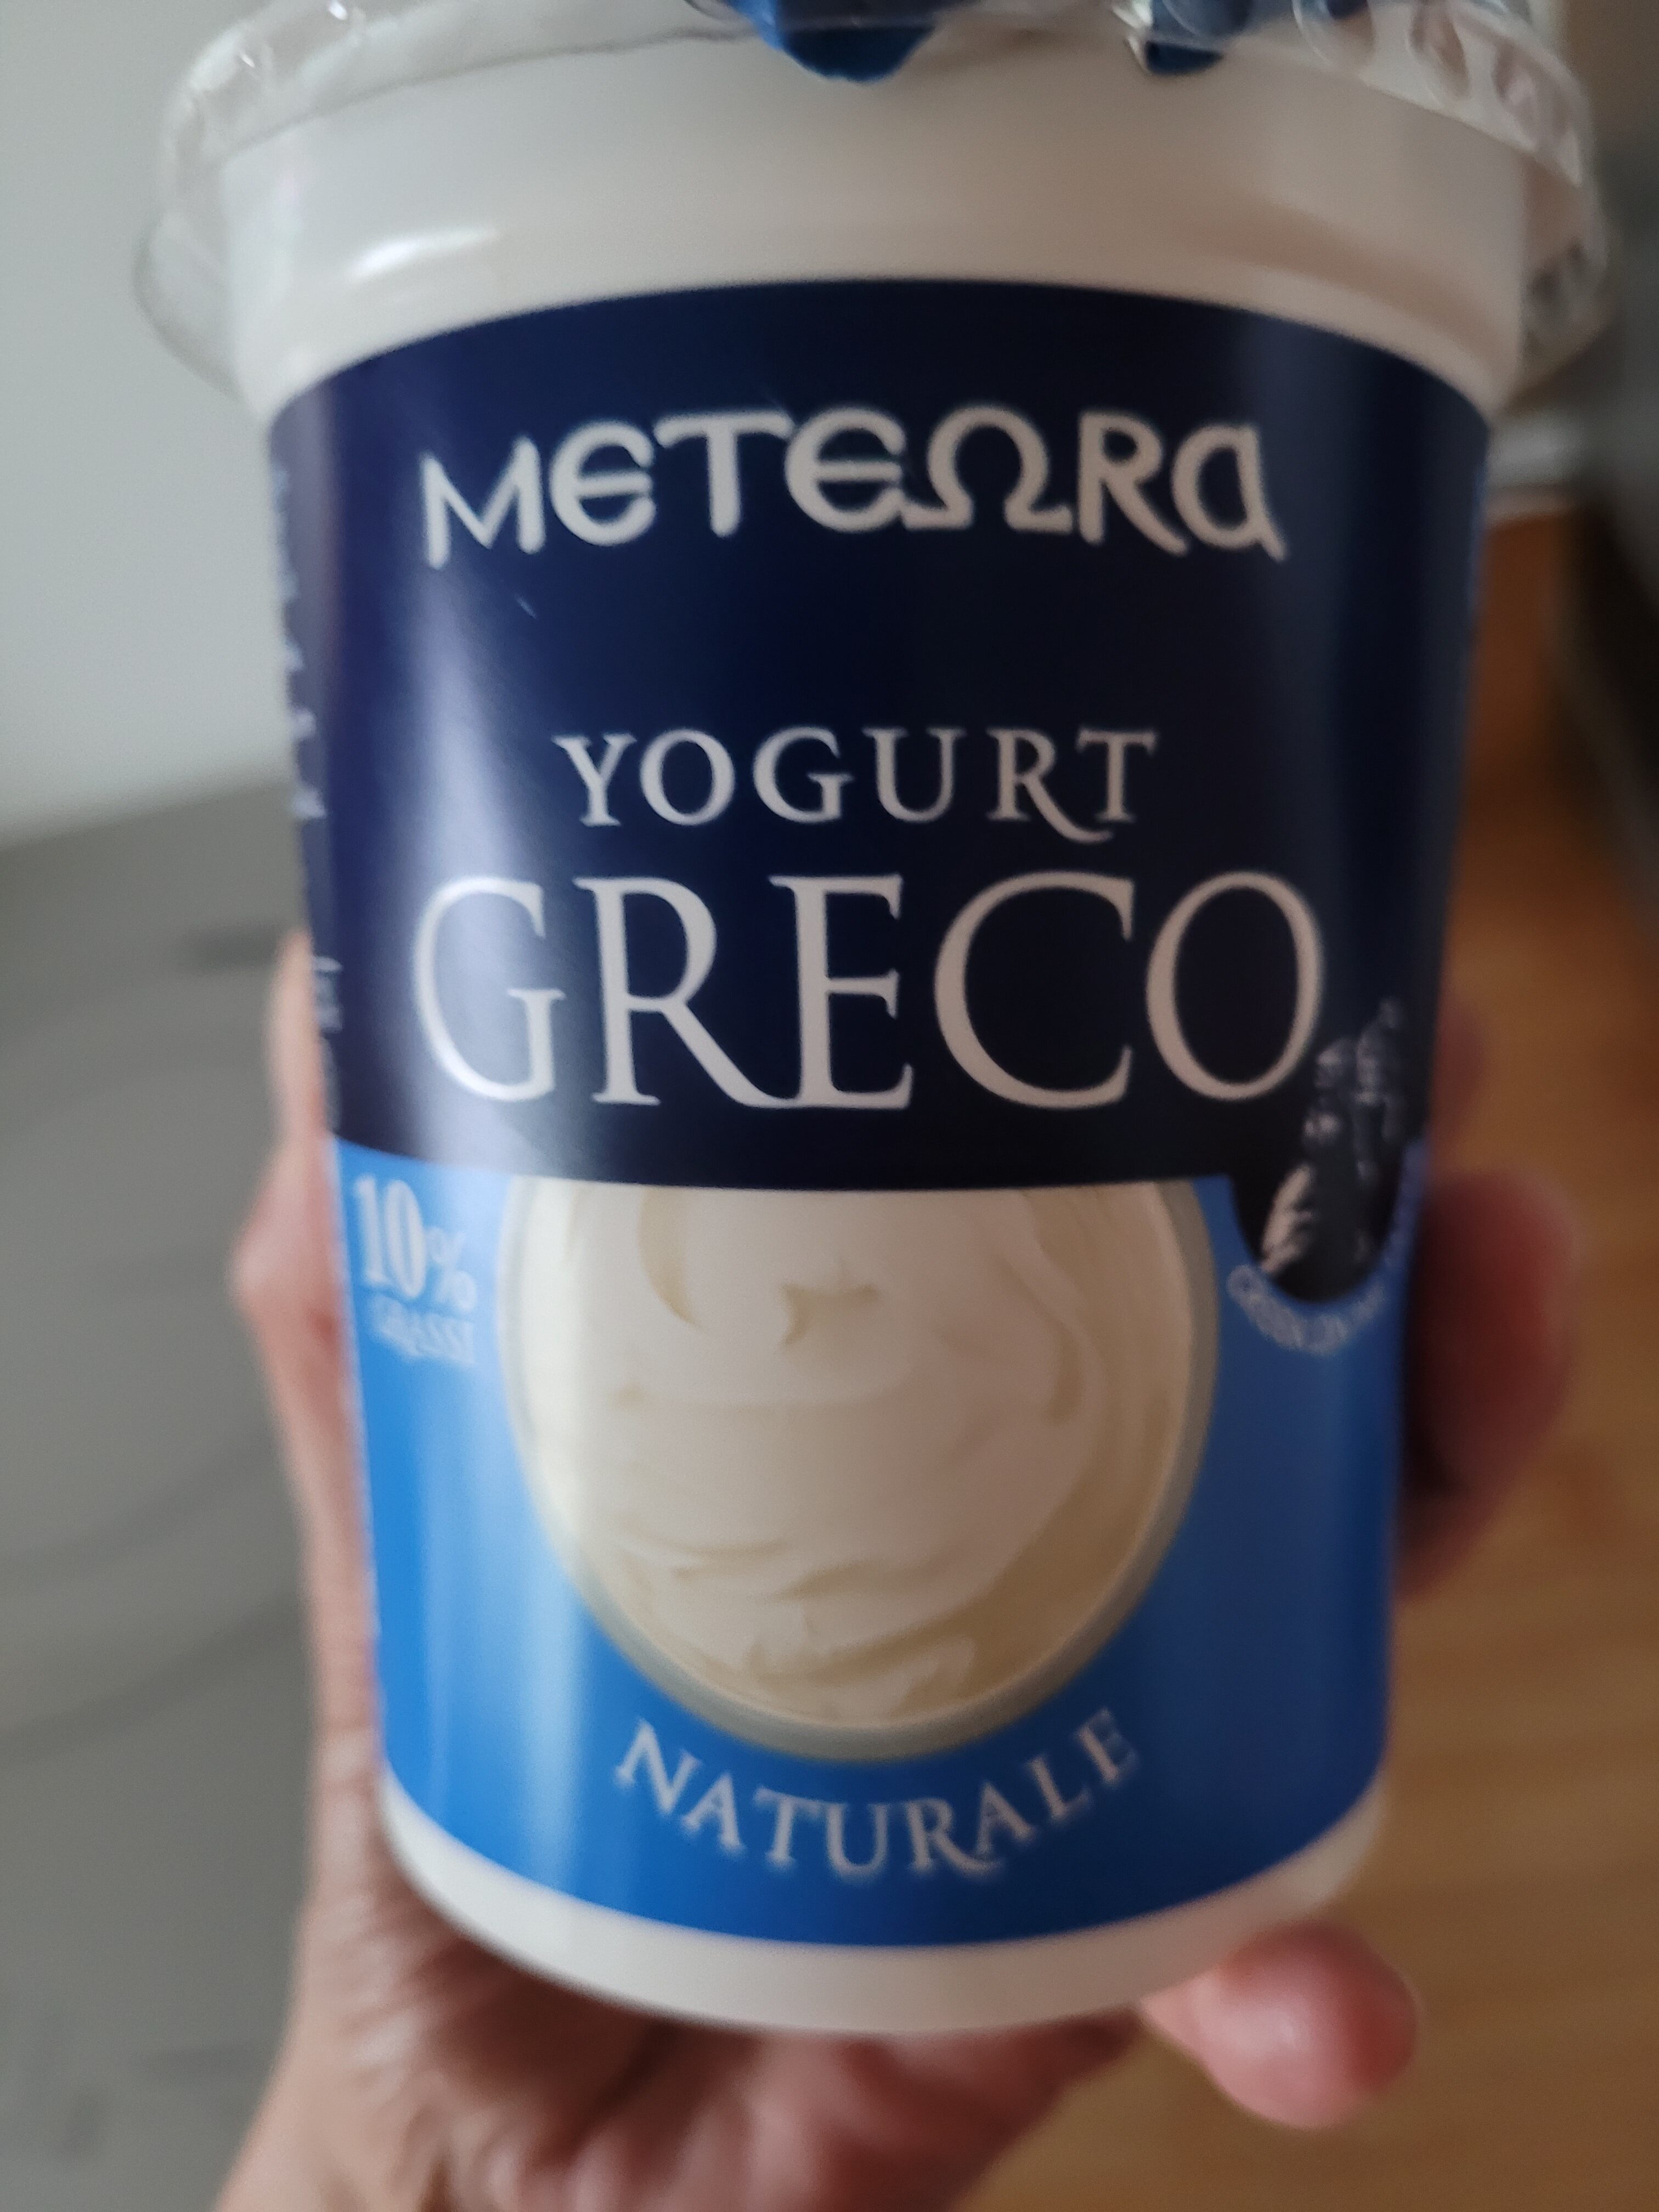 METEΩRA
YOGURT
GRECO
10%
GRASSI
NATURALE